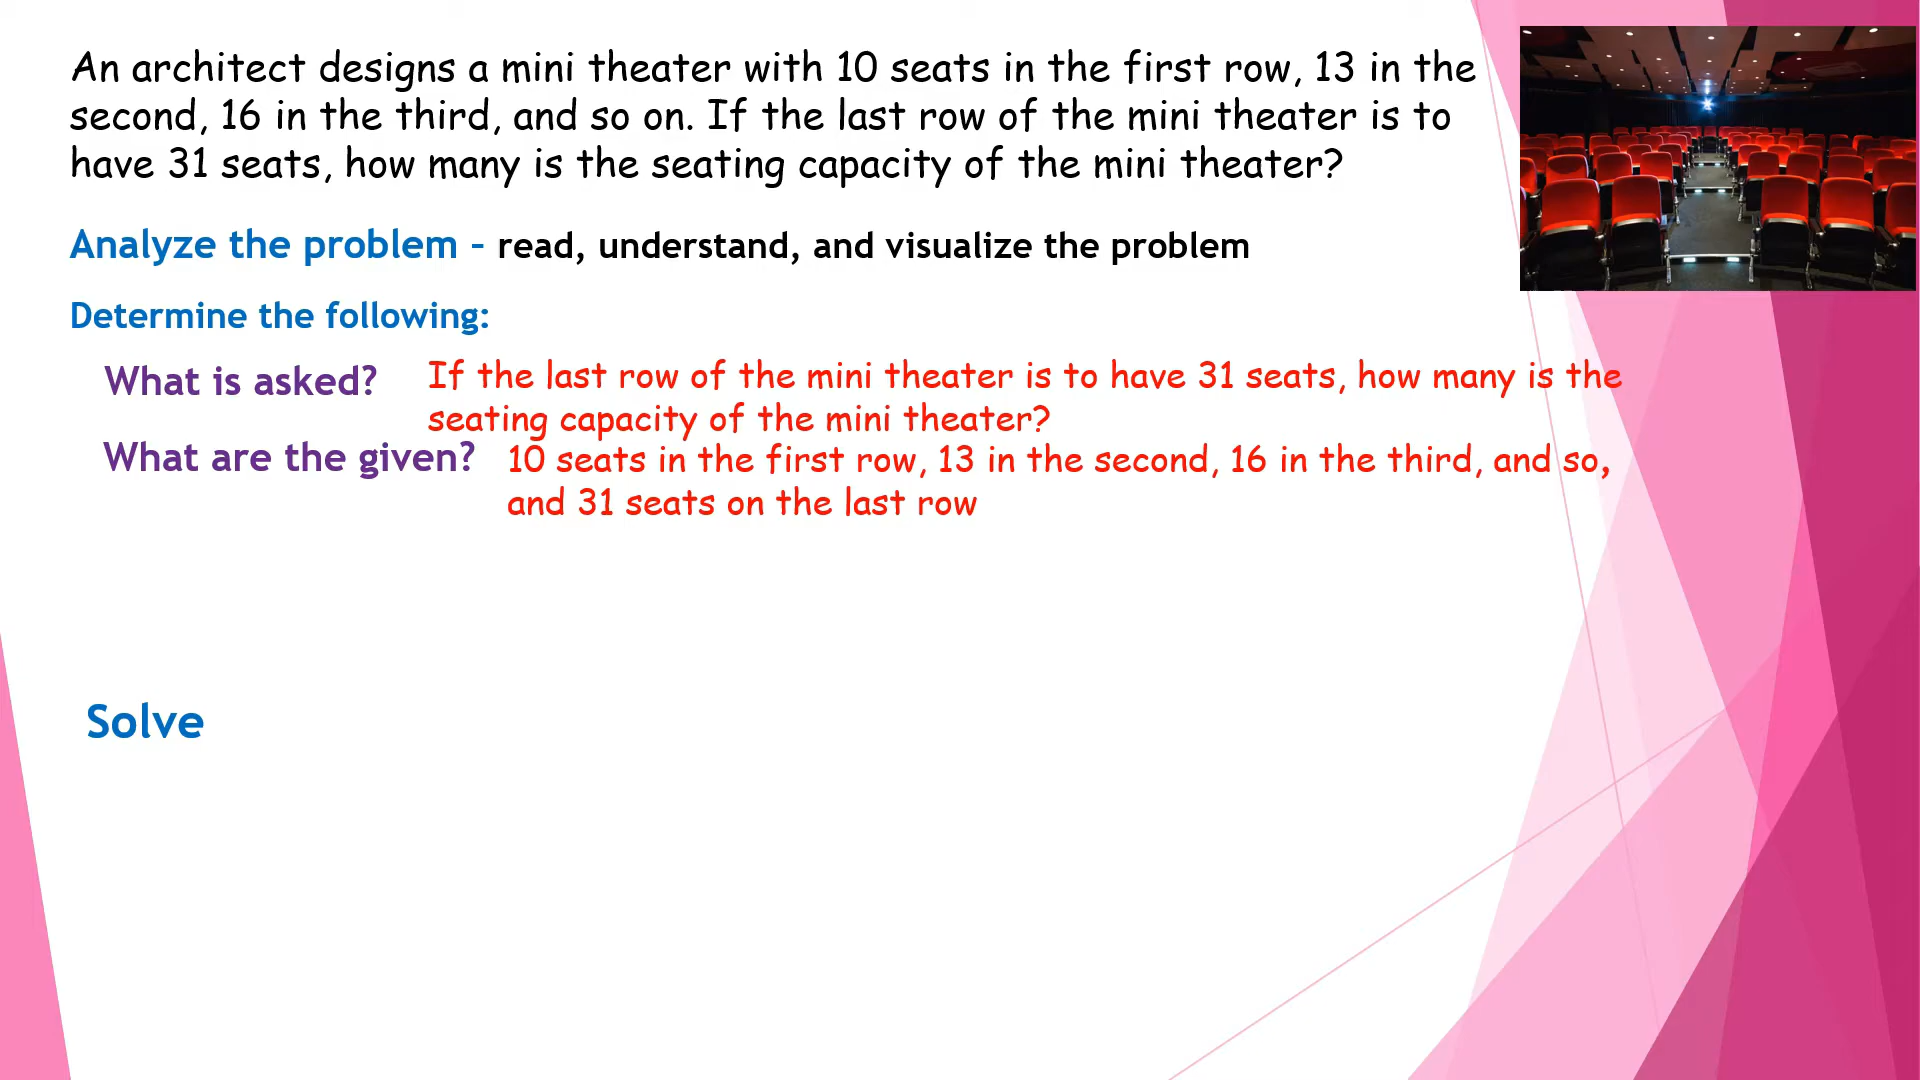 An architect designs a mini theater with 10 seats in the first row, 13 in the
second, 16 in the third, and so on. If the last row of the mini theater is to
have 31 seats, how many is the seating capacity of the mini theater?
Analyze the problem – read, understand, and visualize the problem
Determine the following:
What is asked? If the last row of the mini theater is to have 31 seats, how many is the
seating capacity of the mini theater?
What are the given? 10 seats in the first row, 13 in the second, 16 in the third, and so,
and 31 seats on the last row
Solve